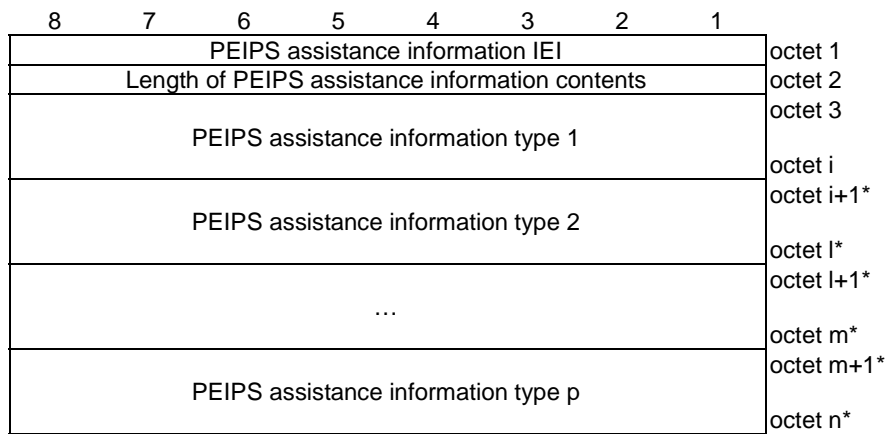 8 7 6 5 4 3 2 1
PEIPS assistance information IEI octet 1
Length of PEIPS assistance information contents octet 2
octet 3
PEIPS assistance information type 1
octet i
octet i+1*
PEIPS assistance information type 2
octet l*
octet l+1*
…
octet m*
octet m+1*
PEIPS assistance information type p
octet n*